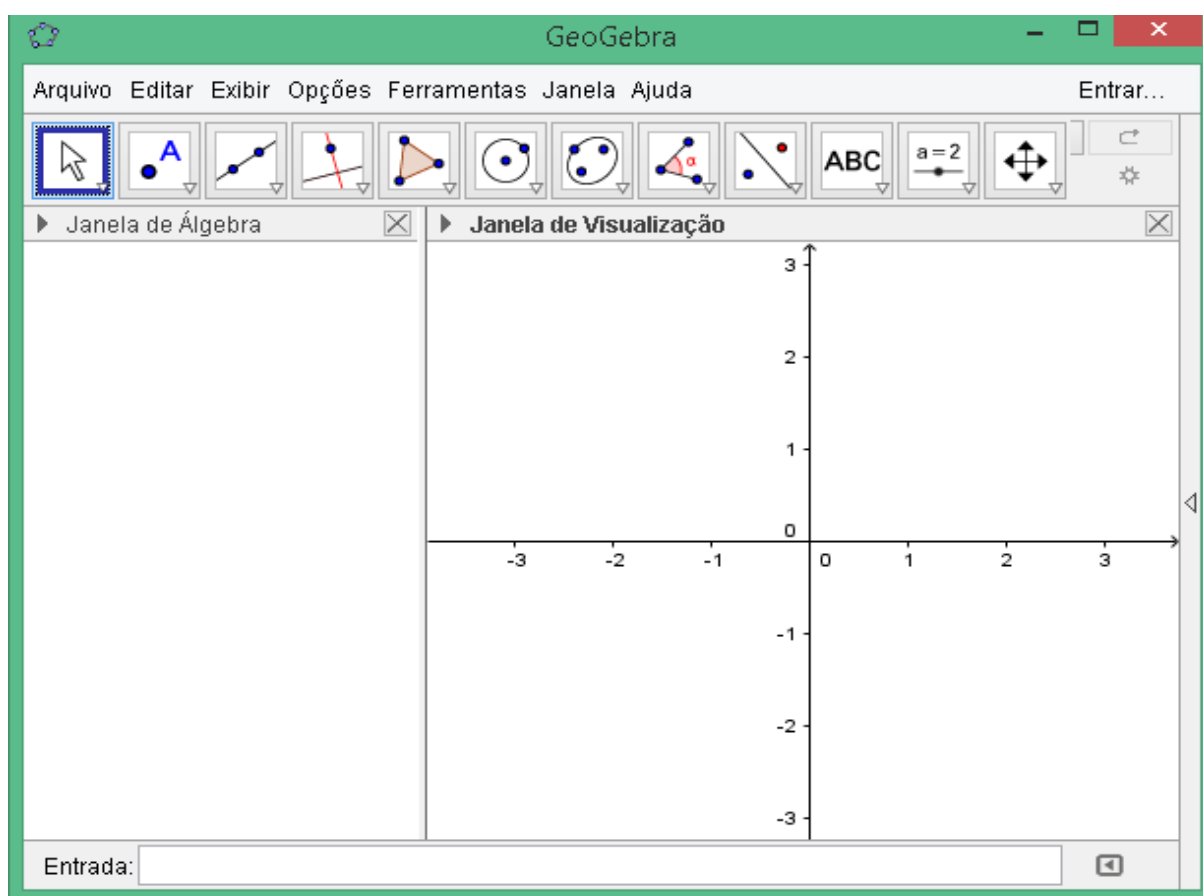 GeoGebra
Arquivo Editar Exibir Opções Ferramentas Janela Ajuda Entrar...
A α ABC a=2
Janela de Álgebra Janela de Visualização
3
2
1
0
-3 -2 -1 0 1 2 3
-1
-2
-3
Entrada: